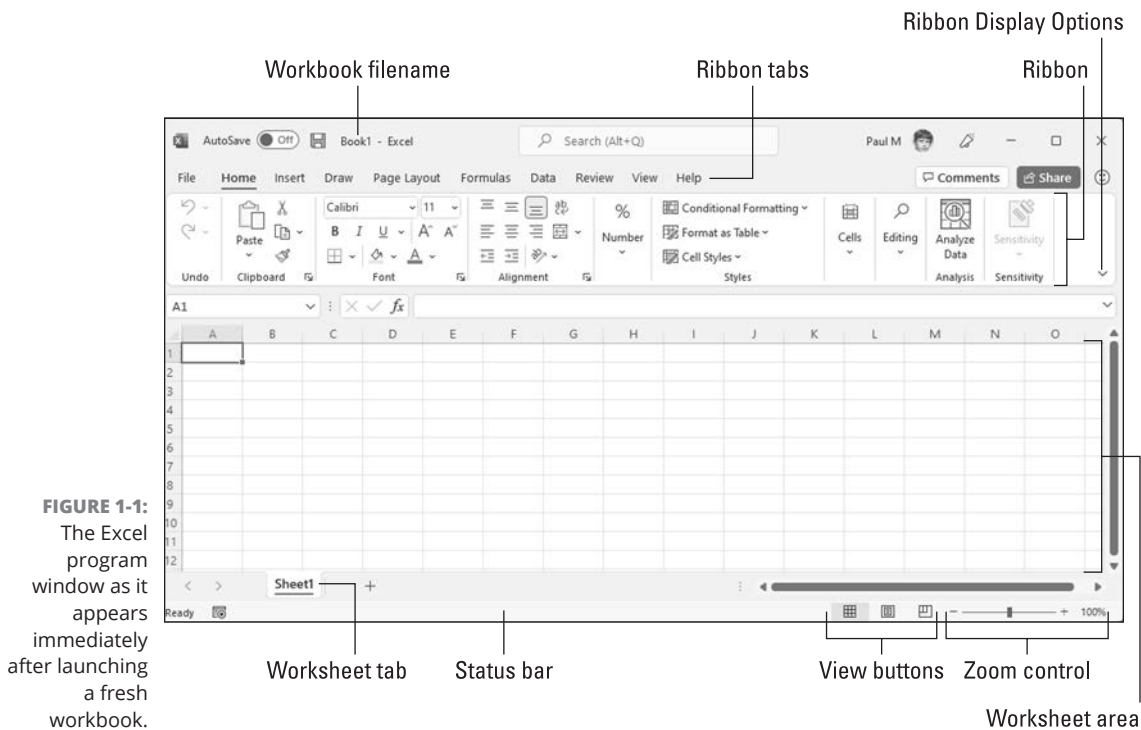 Ribbon Display Options
Workbook filename Ribbon tabs Ribbon
AutoSave Off Book1 - Excel Search (Alt+Q) Paul M
File Home Insert Draw Page Layout Formulas Data Review View Help Comments Share
Calibri 11 ab Conditional Formatting
Paste B I U A A % Number Format as Table Cells Editing Analyze Data Sensitivity
A Cell Styles
Undo Clipboard Font Alignment Styles Analysis Sensitivity
A1 fx
A B C D E F G H I J K L M N O
1
2
3
4
5
6
7
8
9
10
11
12
Sheet1
Ready 100%
Worksheet tab Status bar View buttons Zoom control
Worksheet area
FIGURE 1-1:
The Excel
program
window as it
appears
immediately
after launching
a fresh
workbook.